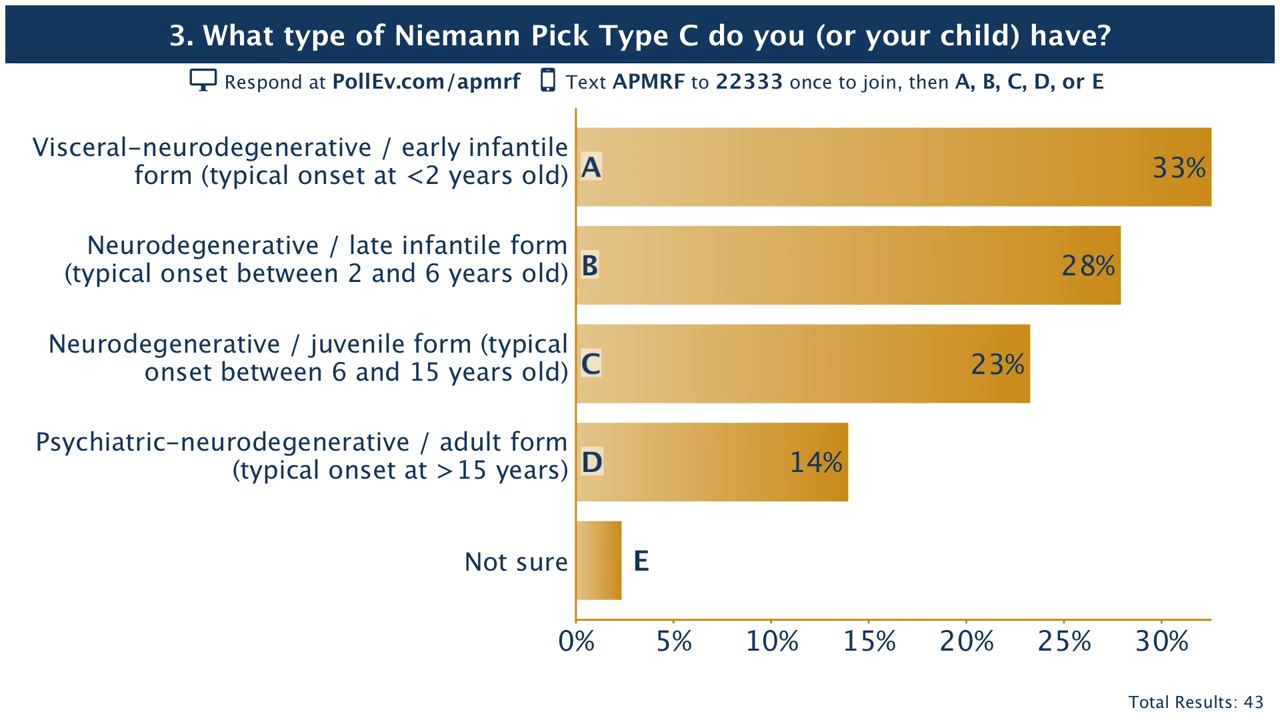 3. What type of Niemann Pick Type C do you (or your child) have?
Respond at PollEv.com/apmrf Text APMRF to 22333 once to join, then A, B, C, D, or E
Visceral-neurodegenerative / early infantile
form (typical onset at <2 years old)
A
33%
Neurodegenerative / late infantile form
(typical onset between 2 and 6 years old)
B
28%
Neurodegenerative / juvenile form (typical
onset between 6 and 15 years old)
C
23%
Psychiatric-neurodegenerative / adult form
(typical onset at >15 years)
D
14%
Not sure
E
0% 5% 10% 15% 20% 25% 30%
Total Results: 43